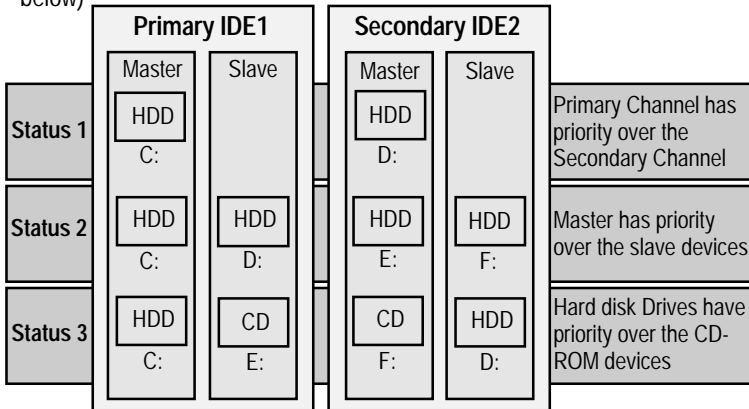 below)
Primary IDE1 Secondary IDE2
Master Slave Master Slave
Status 1
HDD HDD
C: D:
Primary Channel has
priority over the
Secondary Channel
Status 2
HDD HDD HDD HDD
C: D: E: F:
Master has priority
over the slave devices
Status 3
HDD CD CD HDD
C: E: F: D:
Hard disk Drives have
priority over the CD-
ROM devices